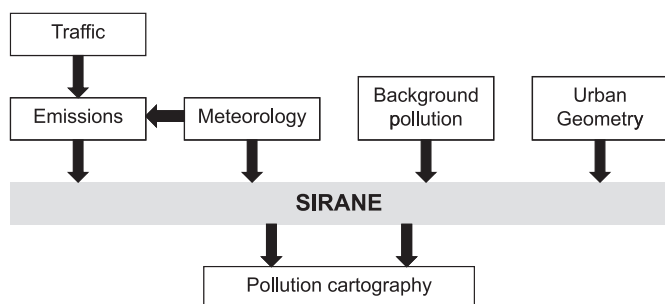 Traffic
Emissions
Meteorology
Background
pollution
Urban
Geometry
SIRANE
Pollution cartography